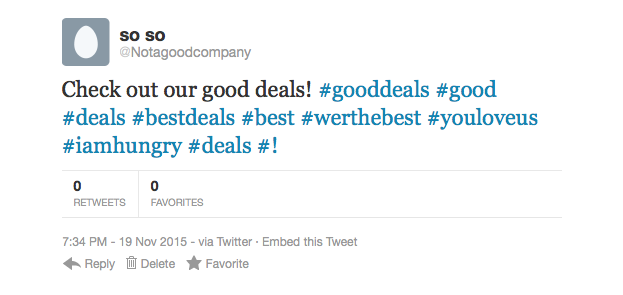 so so
@Notagoodcompany
Check out our good deals! #gooddeals #good
#deals #bestdeals #best #werthebest #youloveus
#iamhungry #deals #!
0 0
RETWEETS FAVORITES
7:34 PM - 19 Nov 2015 - via Twitter · Embed this Tweet
Reply Delete Favorite